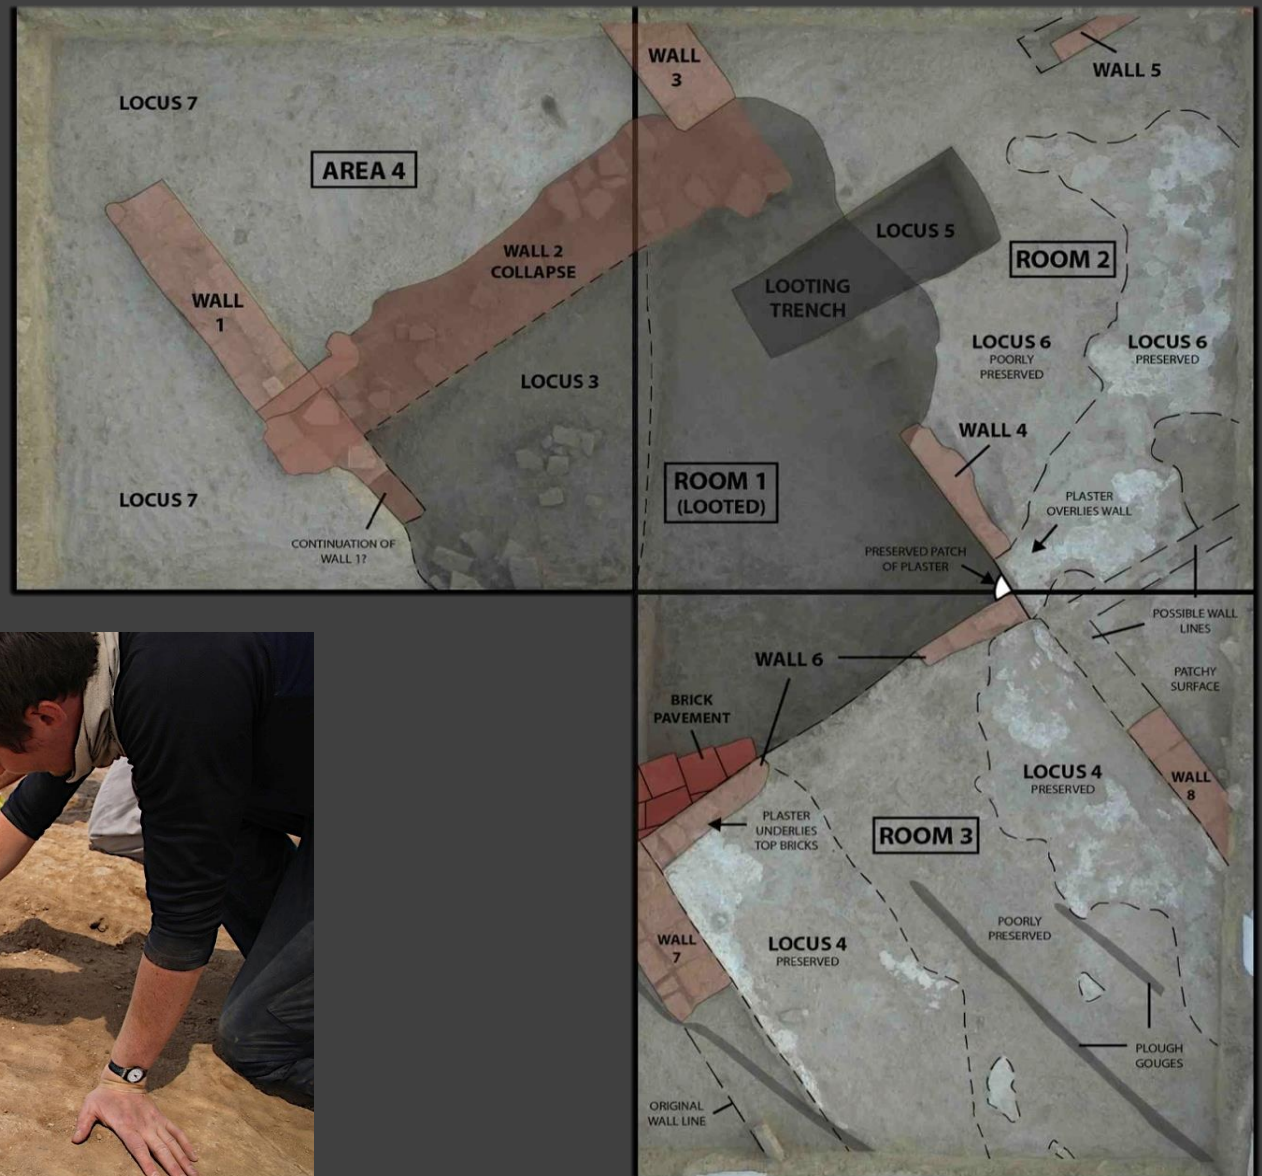 LOCUS 7
AREA 4
WALL
1
WALL 2
COLLAPSE
LOCUS 3
LOCUS 7
CONTINUATION OF
WALL 1?
WALL
3
WALL 5
LOCUS 5
LOOTING
TRENCH
ROOM 2
LOCUS 6
POORLY
PRESERVED
LOCUS 6
PRESERVED
WALL 4
ROOM 1
(LOOTED)
PLASTER
OVERLIES WALL
PRESERVED PATCH
OF PLASTER
POSSIBLE WALL
LINES
WALL 6
PATCHY
SURFACE
BRICK
PAVEMENT
LOCUS 4
PRESERVED
WALL
8
PLASTER
UNDERLIES
TOP BRICKS
ROOM 3
POORLY
PRESERVED
WALL
7
LOCUS 4
PRESERVED
PLOUGH
GOUGES
ORIGINAL
WALL LINE